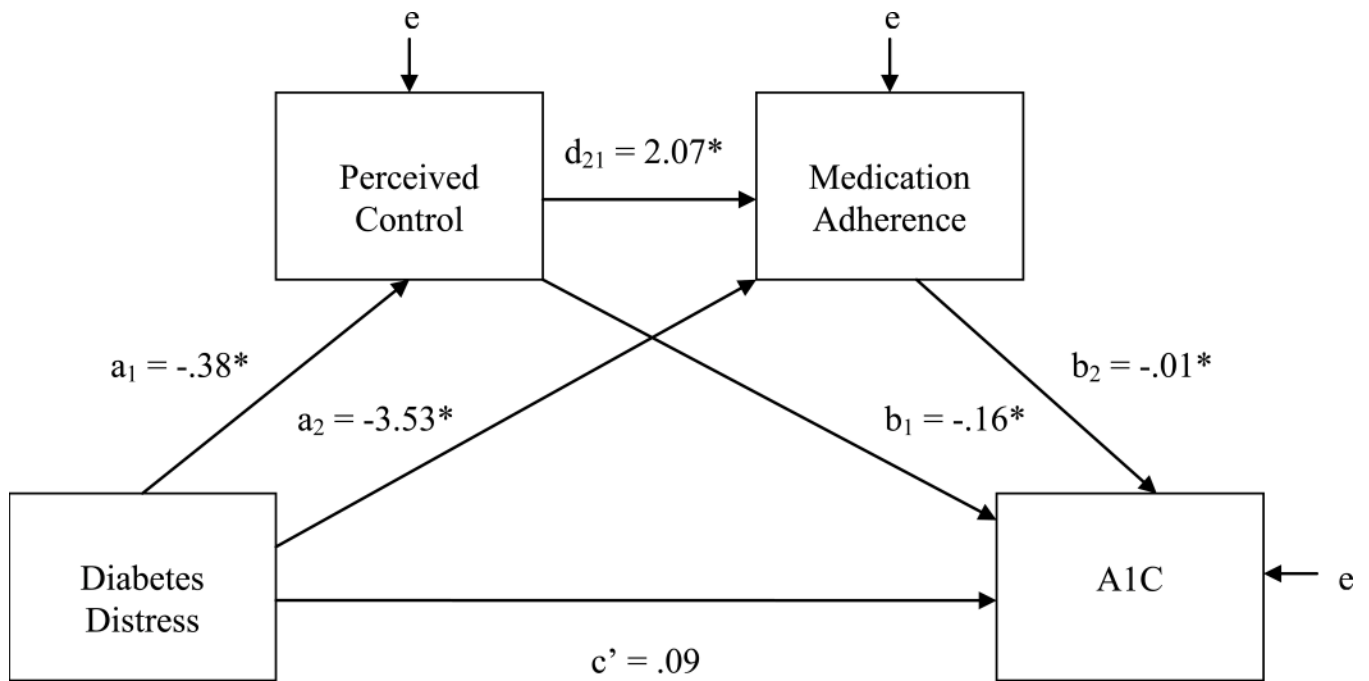 e
e
Perceived
Control
d₂₁ = 2.07*
Medication
Adherence
a₁ = -.38*
a₂ = -3.53*
b₁ = -.16*
b₂ = -.01*
Diabetes
Distress
A1C
e
c’ = .09